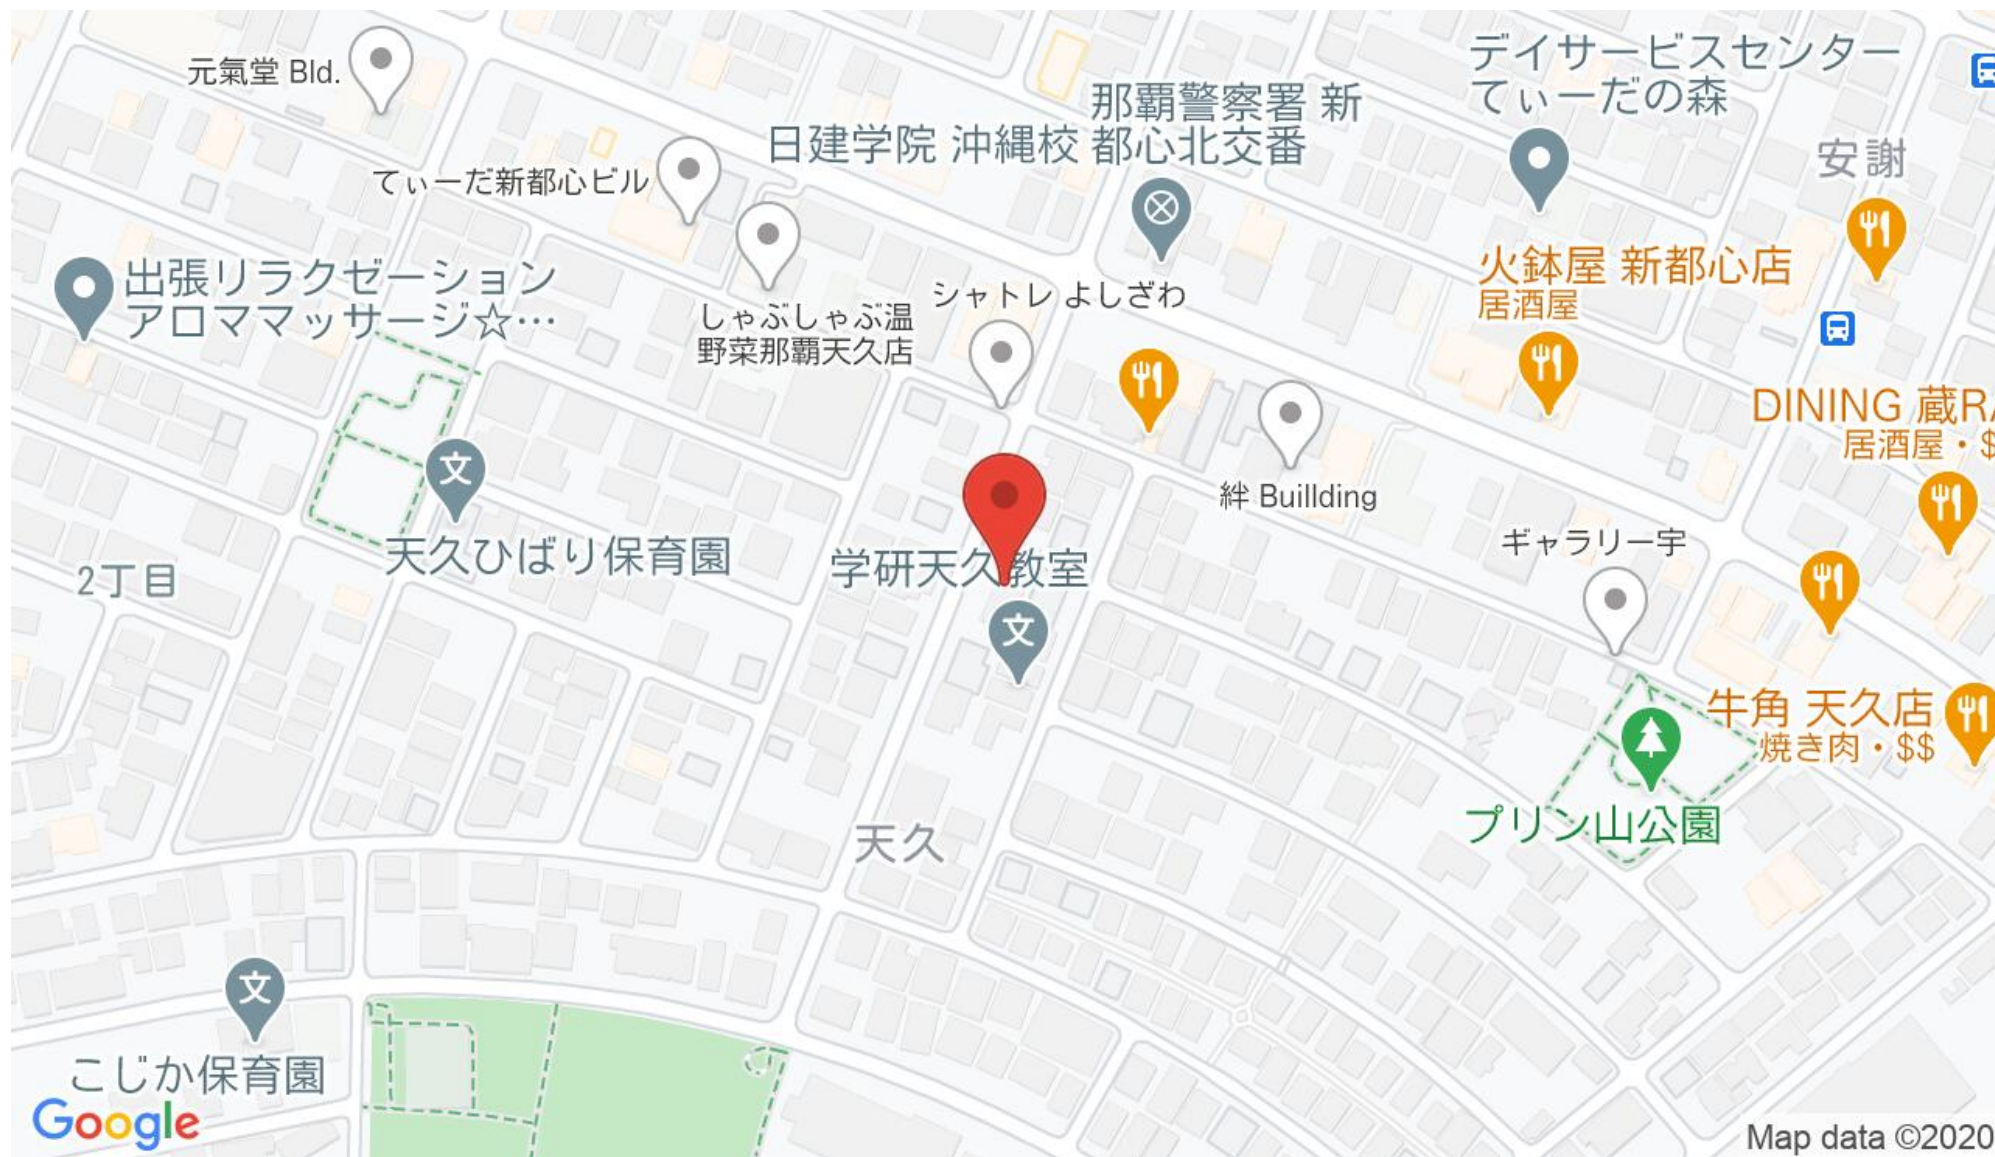 元氣堂 Bld.
デイサービスセンター
てぃーだの森
那覇警察署 新
都心北交番
日建学院 沖縄校
安謝
てぃーだ新都心ビル
出張リラクゼーション
アロママッサージ☆…
しゃぶしゃぶ温
野菜那覇天久店
シャトレ よしざわ
火鉢屋 新都心店
居酒屋
DINING 蔵RA
居酒屋・$
絆 Buillding
ギャラリー宇
天久ひばり保育園
学研天久教室
2丁目
文
文
牛角 天久店
焼き肉・$$
プリン山公園
天久
文
こじか保育園
Google
Map data ©2020